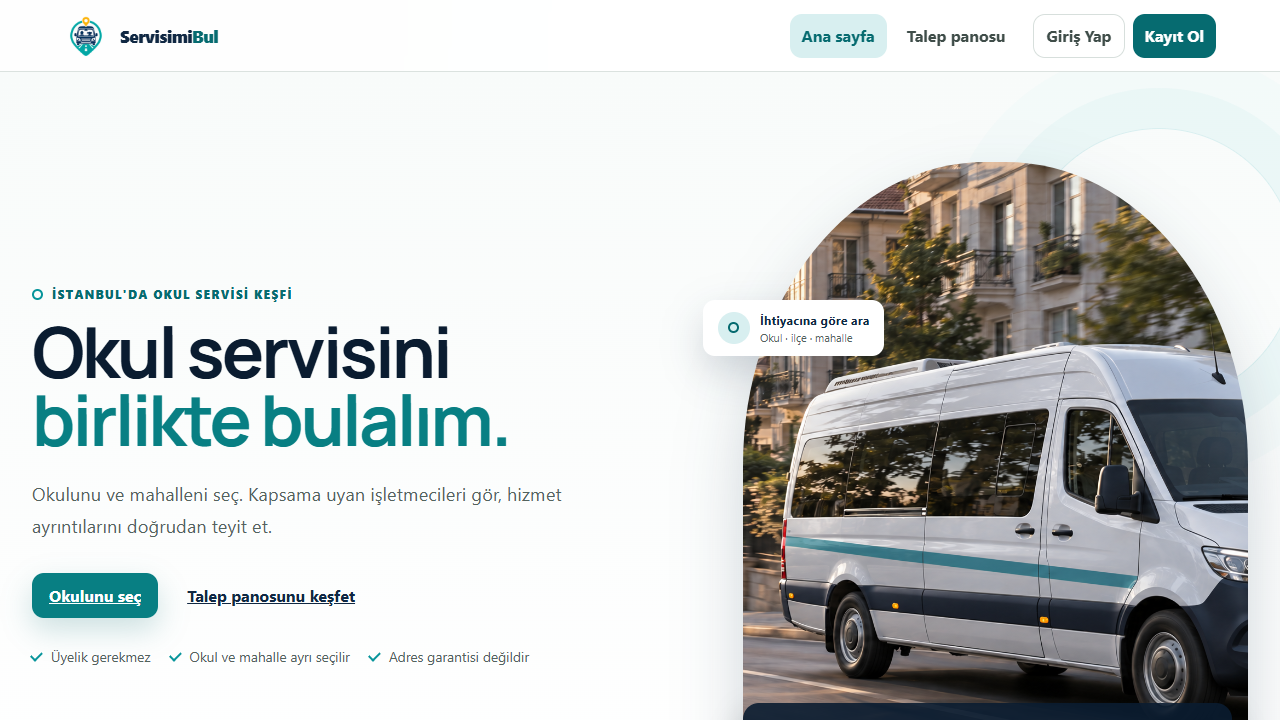 ServisimiBul
Ana sayfa
Talep panosu
Giriş Yap
Kayıt Ol
İSTANBUL'DA OKUL SERVİSİ KEŞFİ
Okul servisini
birlikte bulalım.
Okulunu ve mahalleni seç. Kapsama uyan işletmecileri gör, hizmet
ayrıntılarını doğrudan teyit et.
Okulunu seç
Talep panosunu keşfet
Üyelik gerekmez
Okul ve mahalle ayrı seçilir
Adres garantisi değildir
İhtiyacına göre ara
Okul · ilçe · mahalle